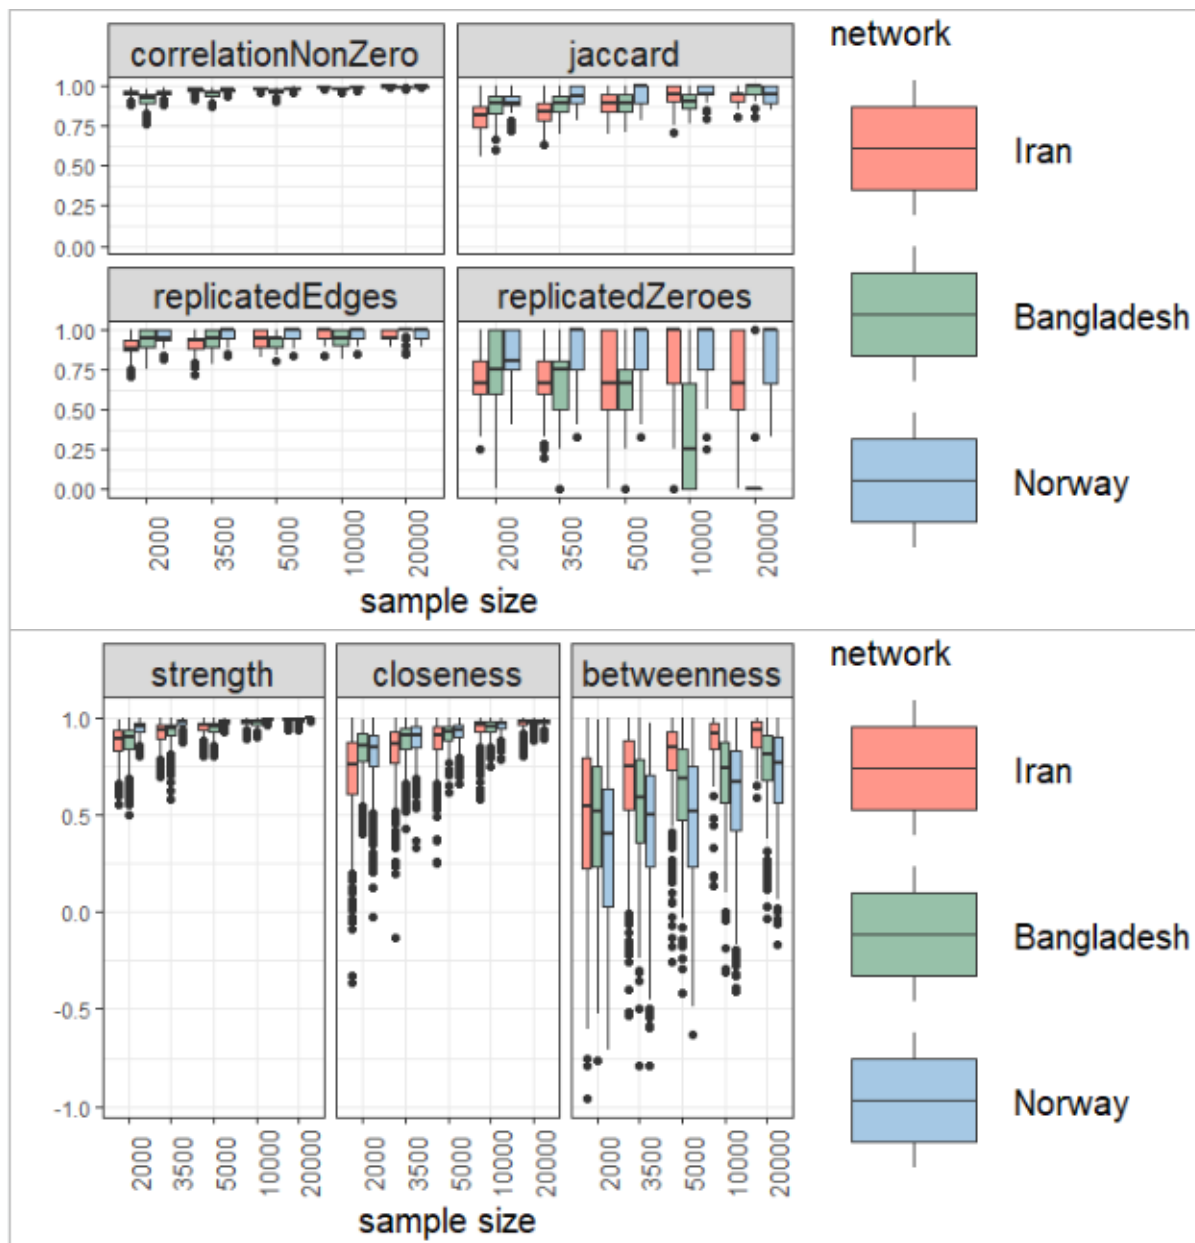 network
correlationNonZero jaccard
1.00
0.75
0.50
0.25
0.00
Iran
replicatedEdges replicatedZeroes
1.00
0.75
0.50
0.25
0.00
Bangladesh
Norway
2000 3500 5000 10000 20000 2000 3500 5000 10000 20000
sample size
network
strength closeness betweenness
1.0
0.5
0.0
-0.5
-1.0
Iran
Bangladesh
Norway
2000 3500 5000 10000 20000 2000 3500 5000 10000 20000 2000 3500 5000 10000 20000
sample size